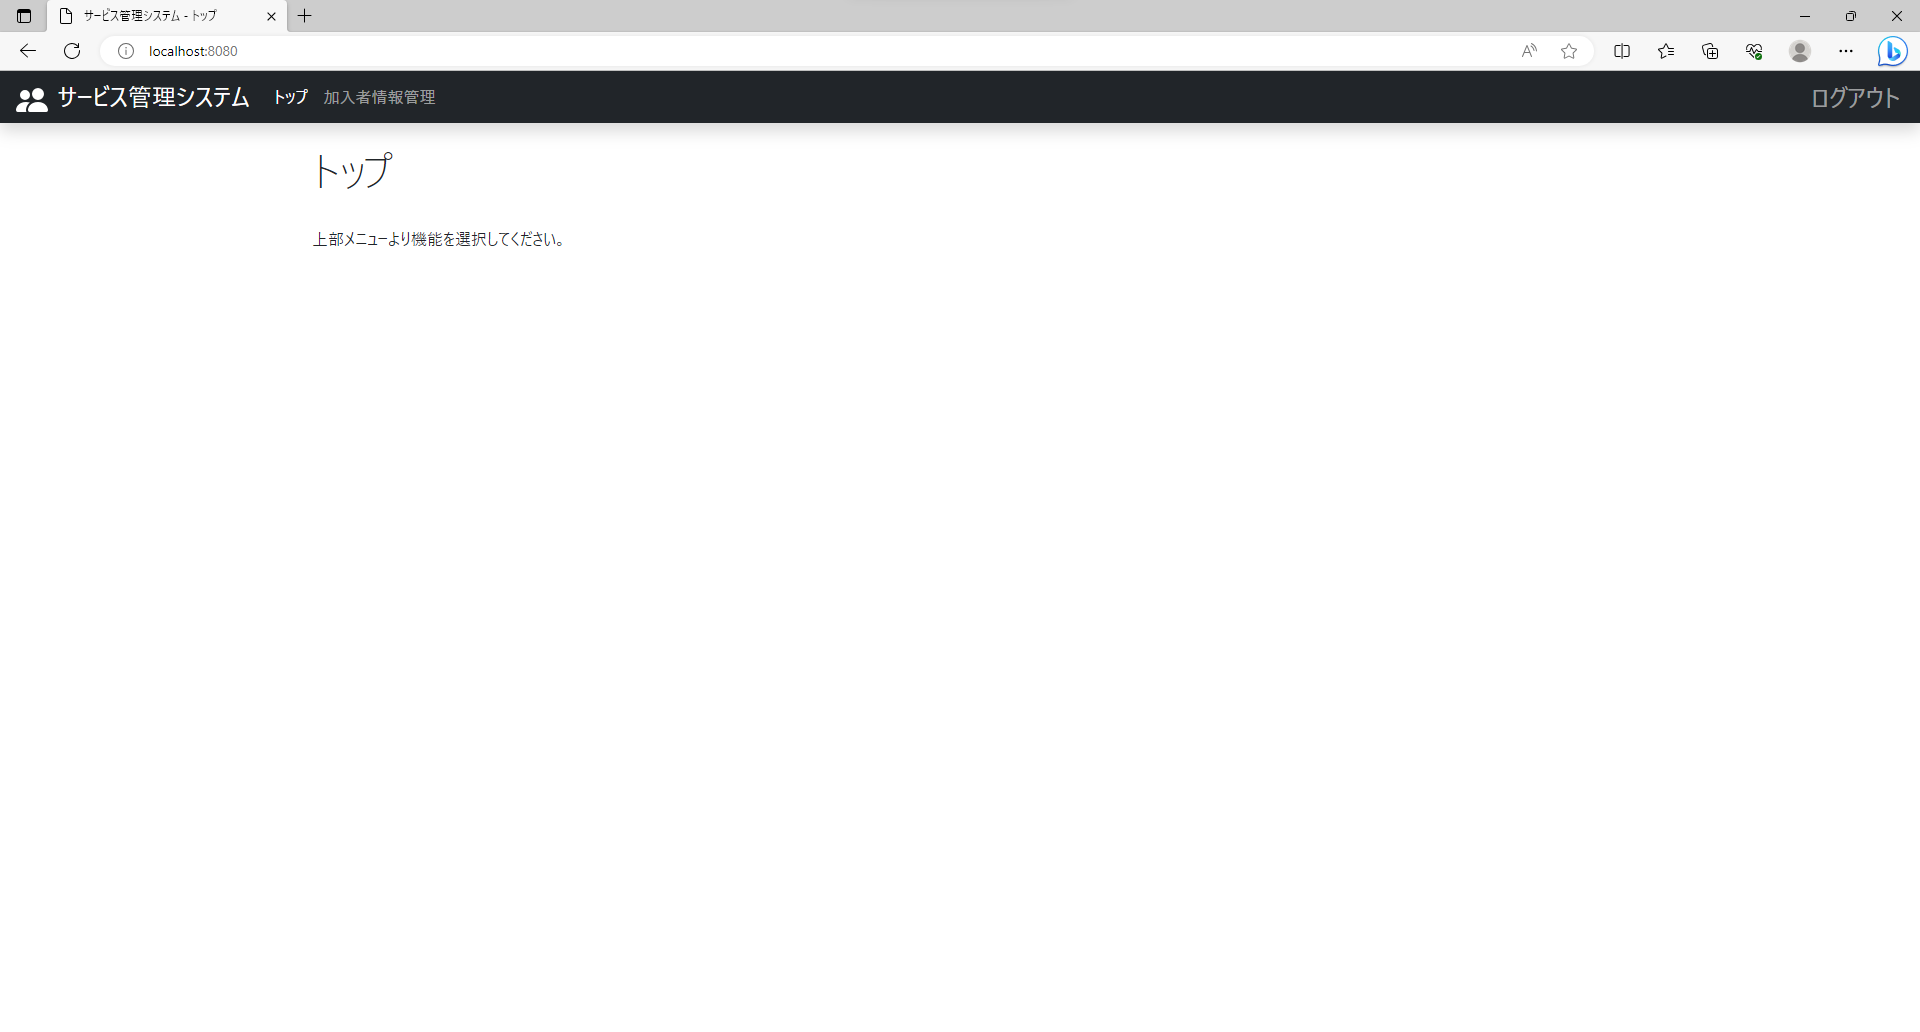 サービス管理システム - トップ
localhost:8080
サービス管理システム トップ 加入者情報管理 ログアウト
トップ
上部メニューより機能を選択してください。